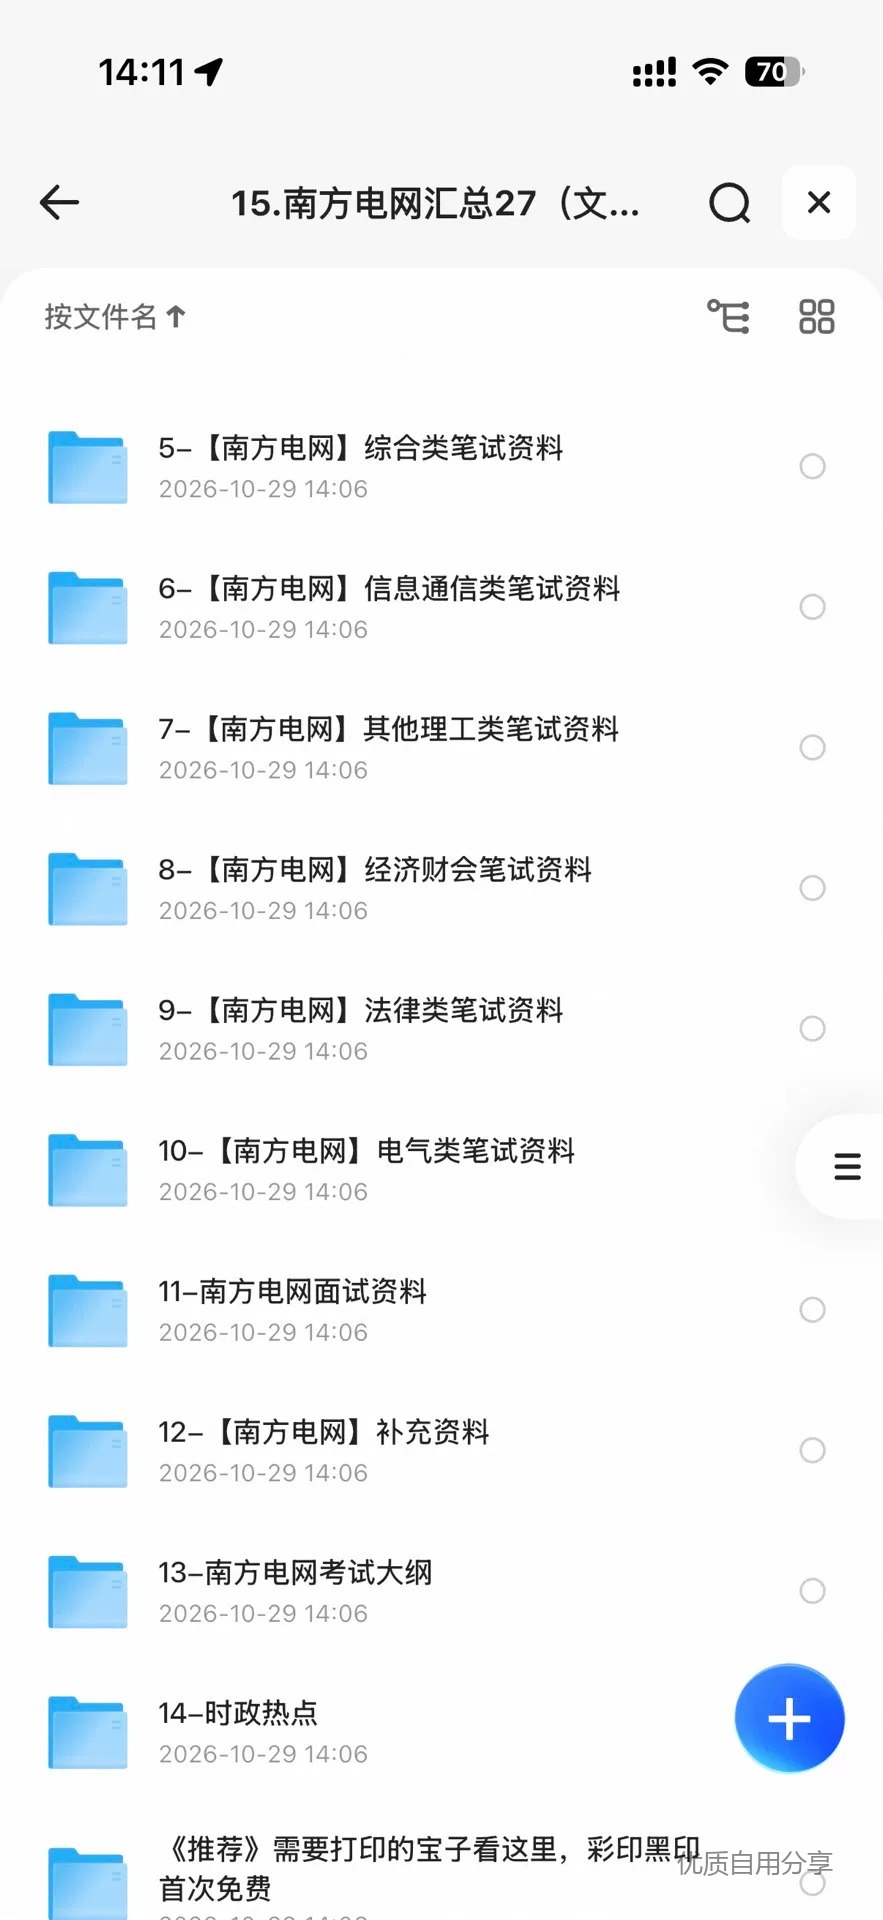 14:11
70
15.南方电网汇总27（文...
按文件名
5-【南方电网】综合类笔试资料
2026-10-29 14:06
6-【南方电网】信息通信类笔试资料
2026-10-29 14:06
7-【南方电网】其他理工类笔试资料
2026-10-29 14:06
8-【南方电网】经济财会笔试资料
2026-10-29 14:06
9-【南方电网】法律类笔试资料
2026-10-29 14:06
10-【南方电网】电气类笔试资料
2026-10-29 14:06
11-南方电网面试资料
2026-10-29 14:06
12-【南方电网】补充资料
2026-10-29 14:06
13-南方电网考试大纲
2026-10-29 14:06
14-时政热点
2026-10-29 14:06
《推荐》需要打印的宝子看这里，彩印黑印
首次免费
优质自用分享